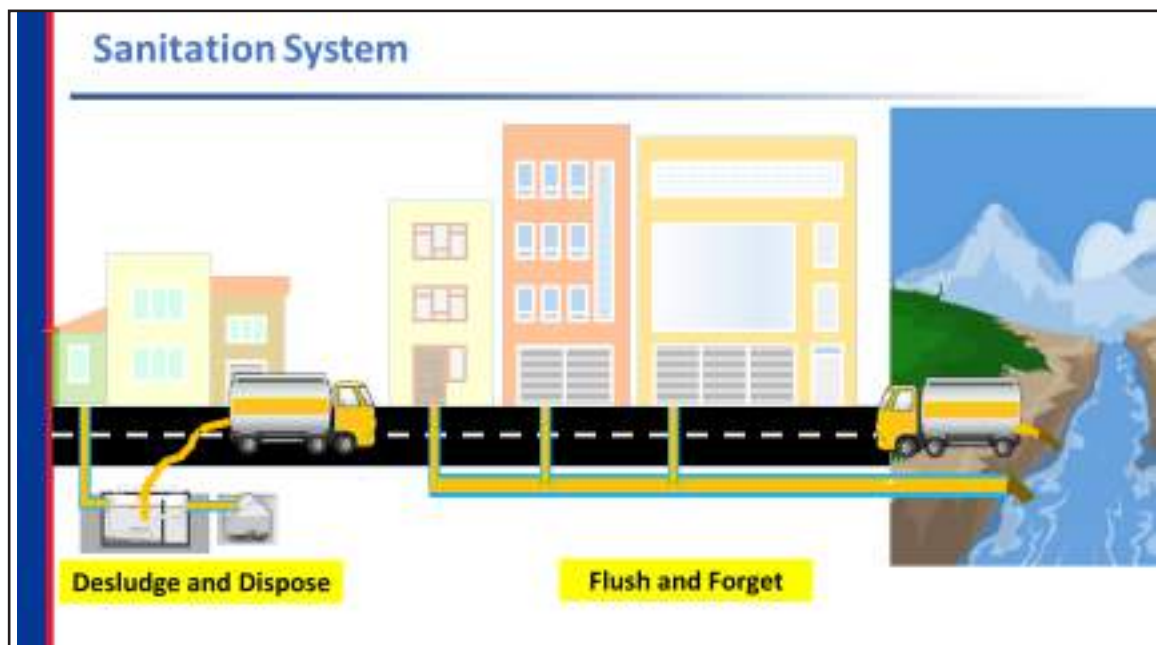 Sanitation System
Desludge and Dispose
Flush and Forget